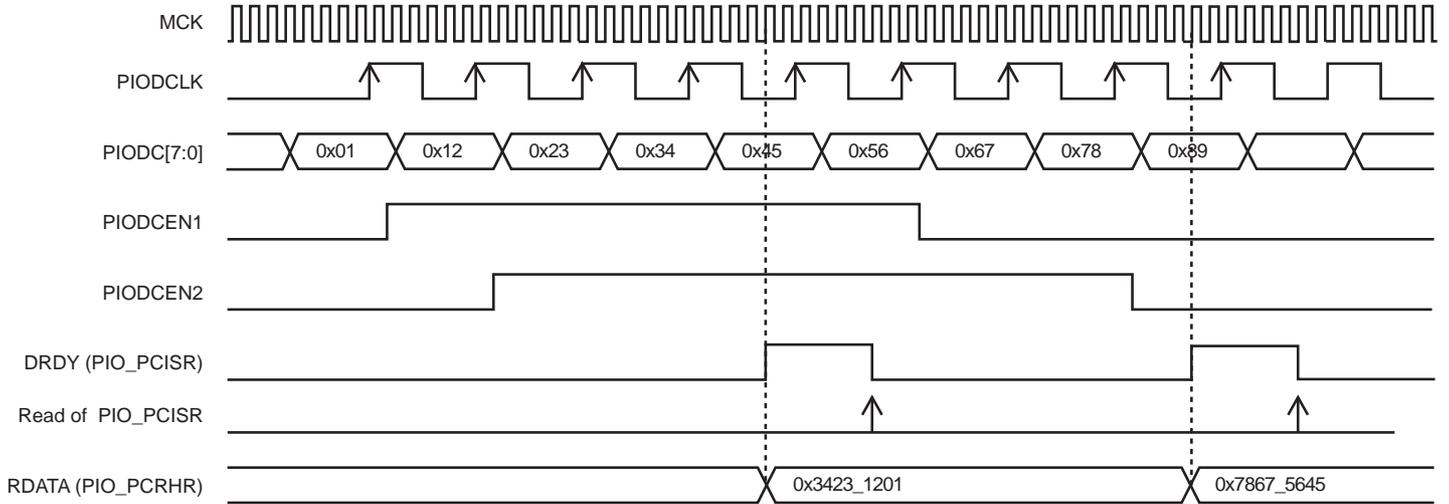 MCK
PIODCLK
PIODC[7:0] 0x01 0x12 0x23 0x34 0x45 0x56 0x67 0x78 0x89
PIODCEN1
PIODCEN2
DRDY (PIO_PCISR)
Read of PIO_PCISR
RDATA (PIO_PCRHR) 0x3423_1201 0x7867_5645